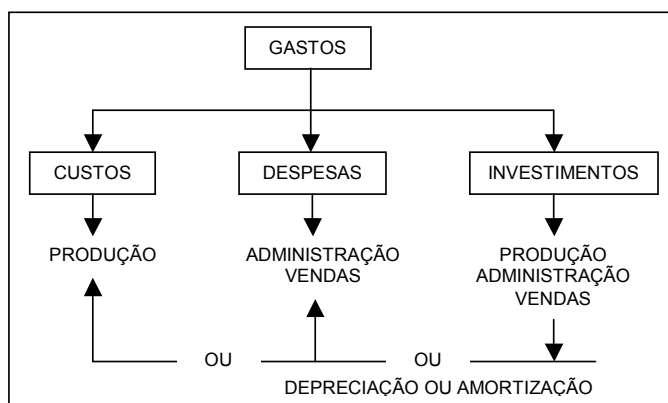 GASTOS
CUSTOS
DESPESAS
INVESTIMENTOS
PRODUÇÃO
ADMINISTRAÇÃO
VENDAS
PRODUÇÃO
ADMINISTRAÇÃO
VENDAS
OU
OU
DEPRECIAÇÃO OU AMORTIZAÇÃO